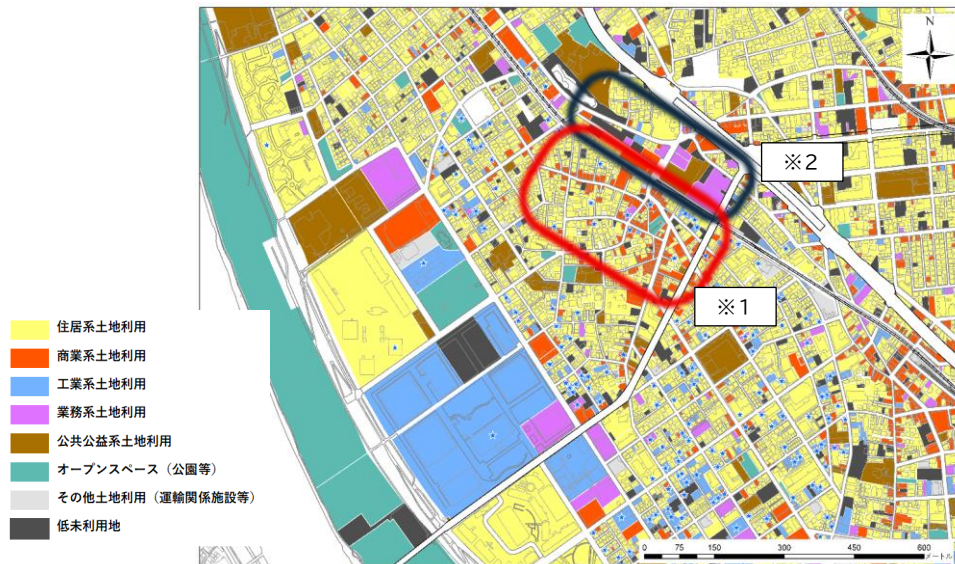 N
※2
※1
住居系土地利用
商業系土地利用
工業系土地利用
業務系土地利用
公共公益系土地利用
オープンスペース（公園等）
その他土地利用（運輸関係施設等）
低未利用地
0 75 150 300 450 600
メートル